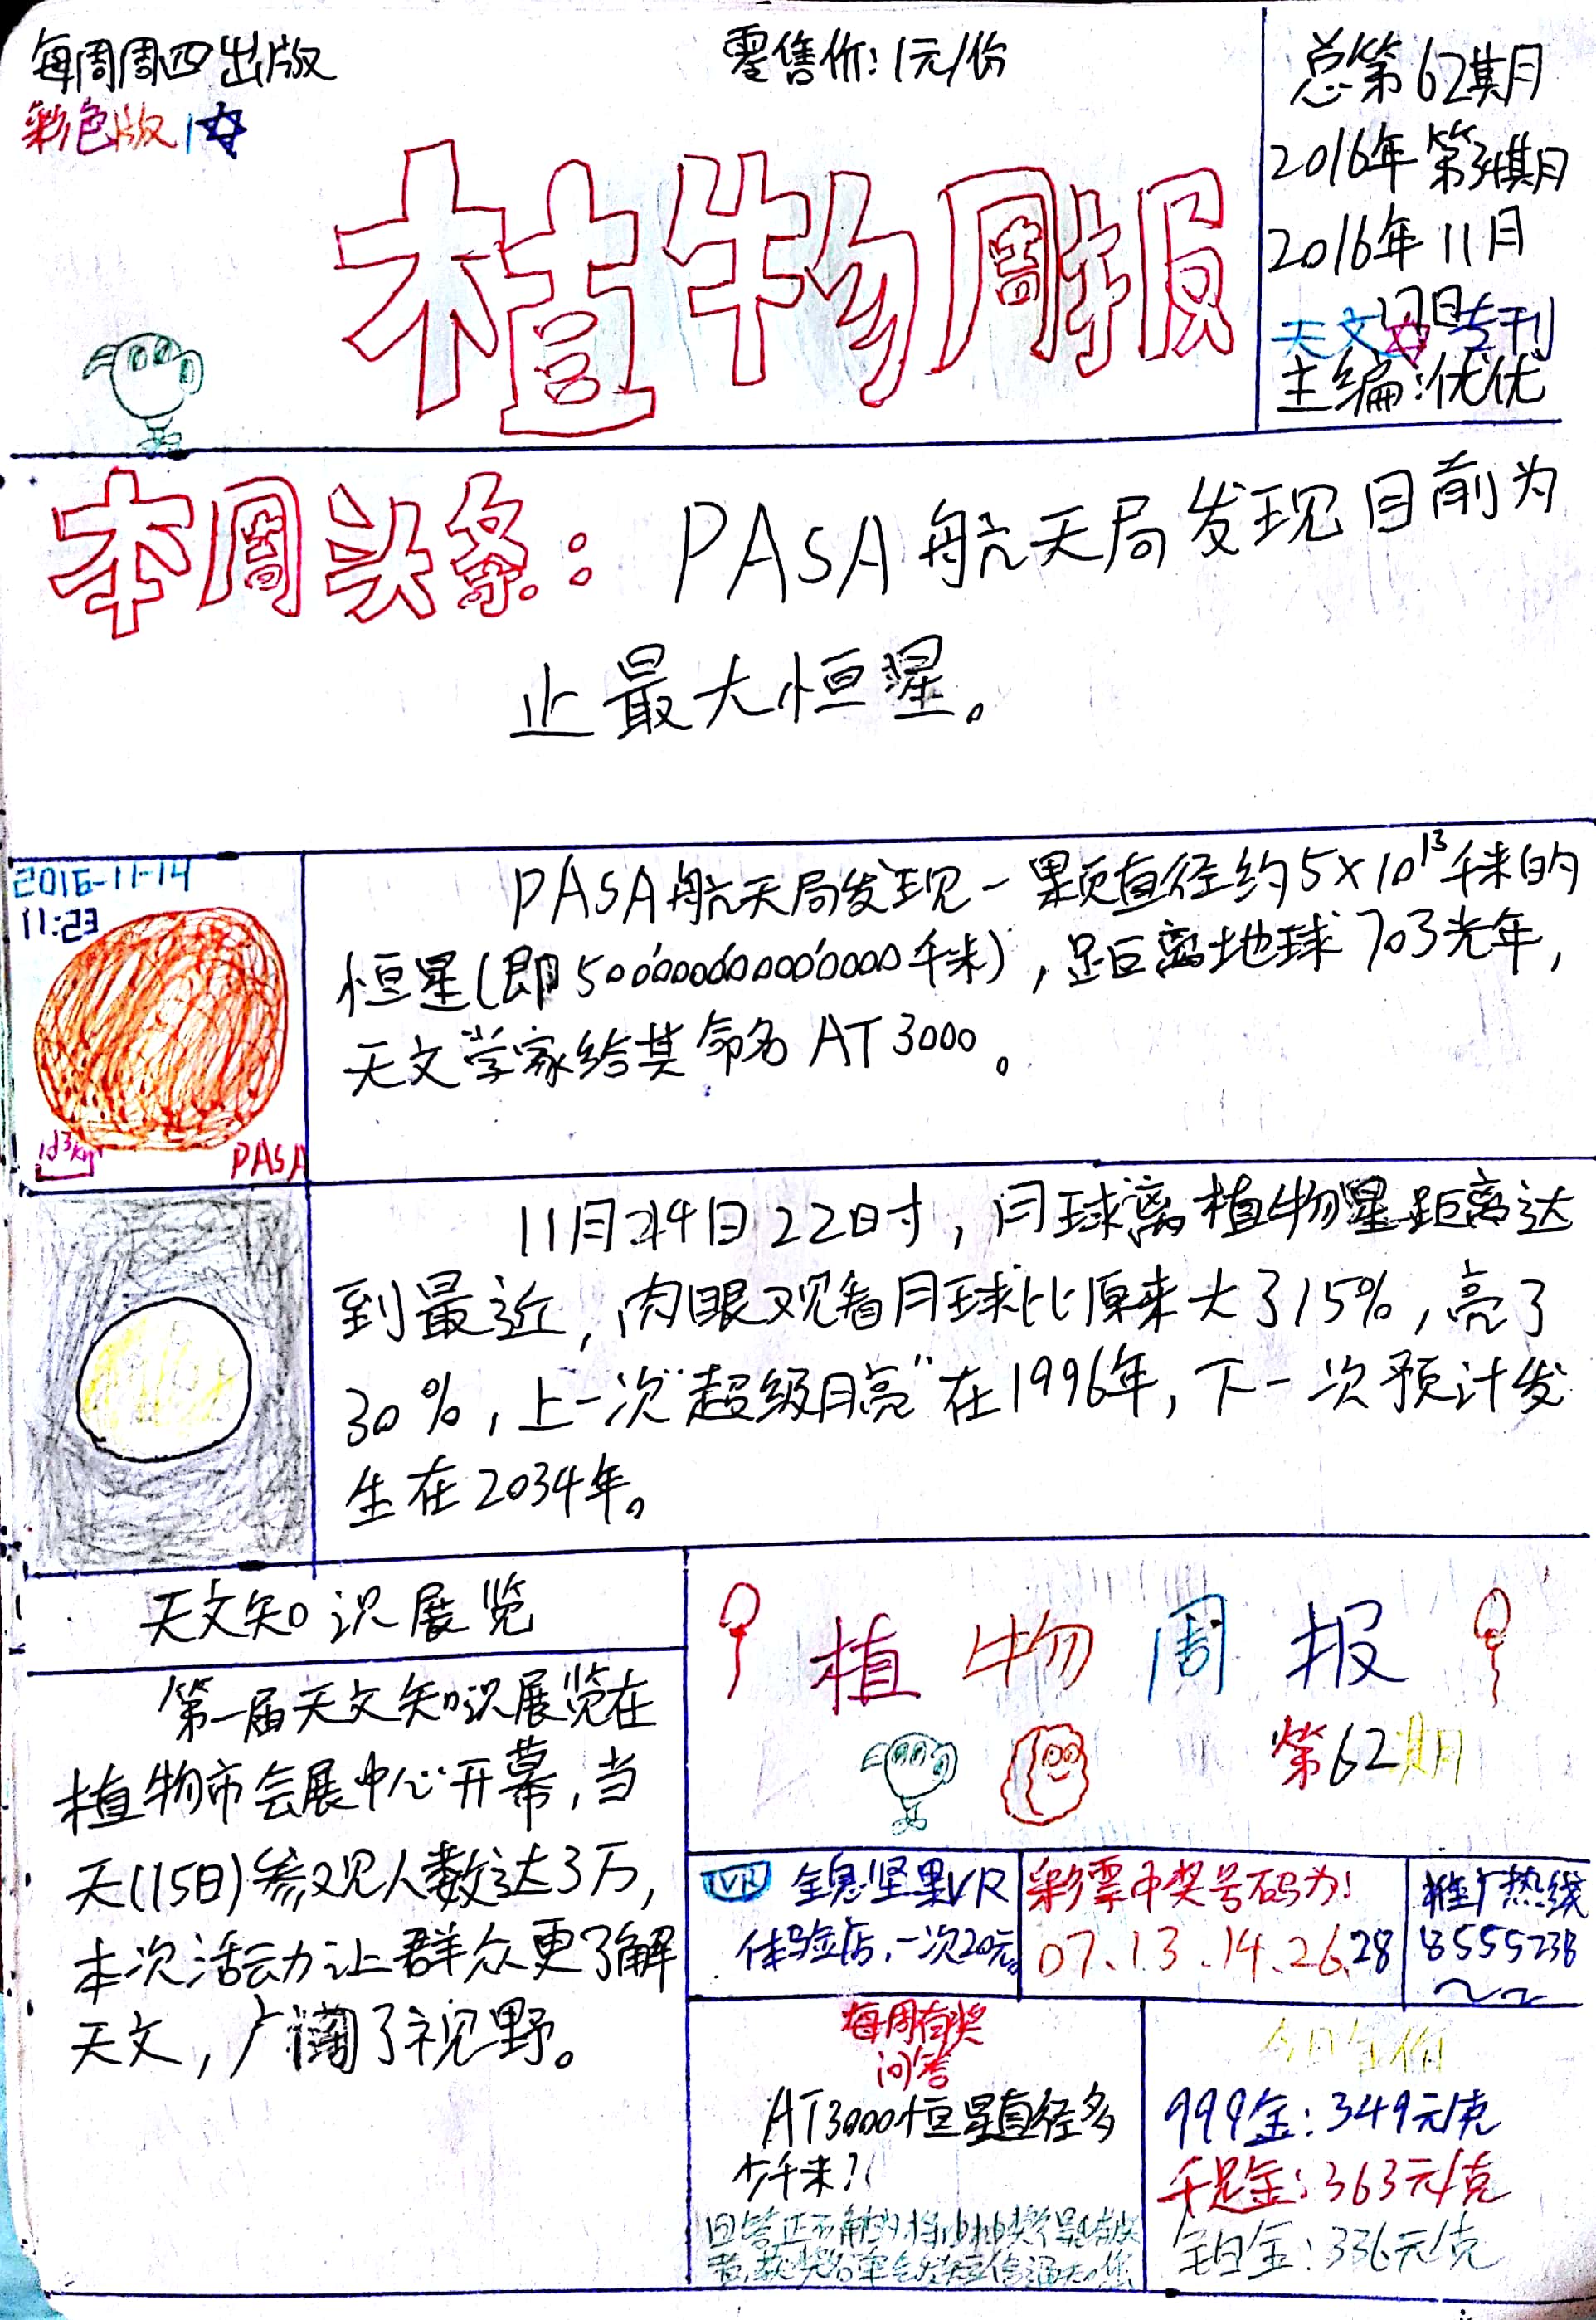 每周周四出版
彩色版
零售价:1元/份
总第62期
2016年第34期
2016年11月
17日
天文专刊
主编:优优
植物周报
本周头条:PASA航天局发现目前为
止最大恒星。
2016-11-14
11:23
PASA
PASA航天局发现一颗直径约5×10¹³千米的
恒星(即50000000000000千米),距离地球703光年,
天文学家给其命名AT3000。
11月14日22时,月球离植物星距离达
到最近,肉眼观看月球比原来大了15%,亮了
30%,上一次"超级月亮"在1996年,下一次预计发
生在2034年。
天文知识展览
第一届天文知识展览在
植物市会展中心开幕,当
天(15日)参观人数达3万,
本次活动让群众更了解
天文,广阔了视野。
植物周报
第62期
VR 全息坚果VR
体验店,一次20元。
彩票中奖号码为:
07.13.14.26.28
推广热线
8555238
每周有奖
问答
AT3000恒星直径多
少千米?
今日金价
999金:349元/克
千足金:363元/克
铂金:336元/克